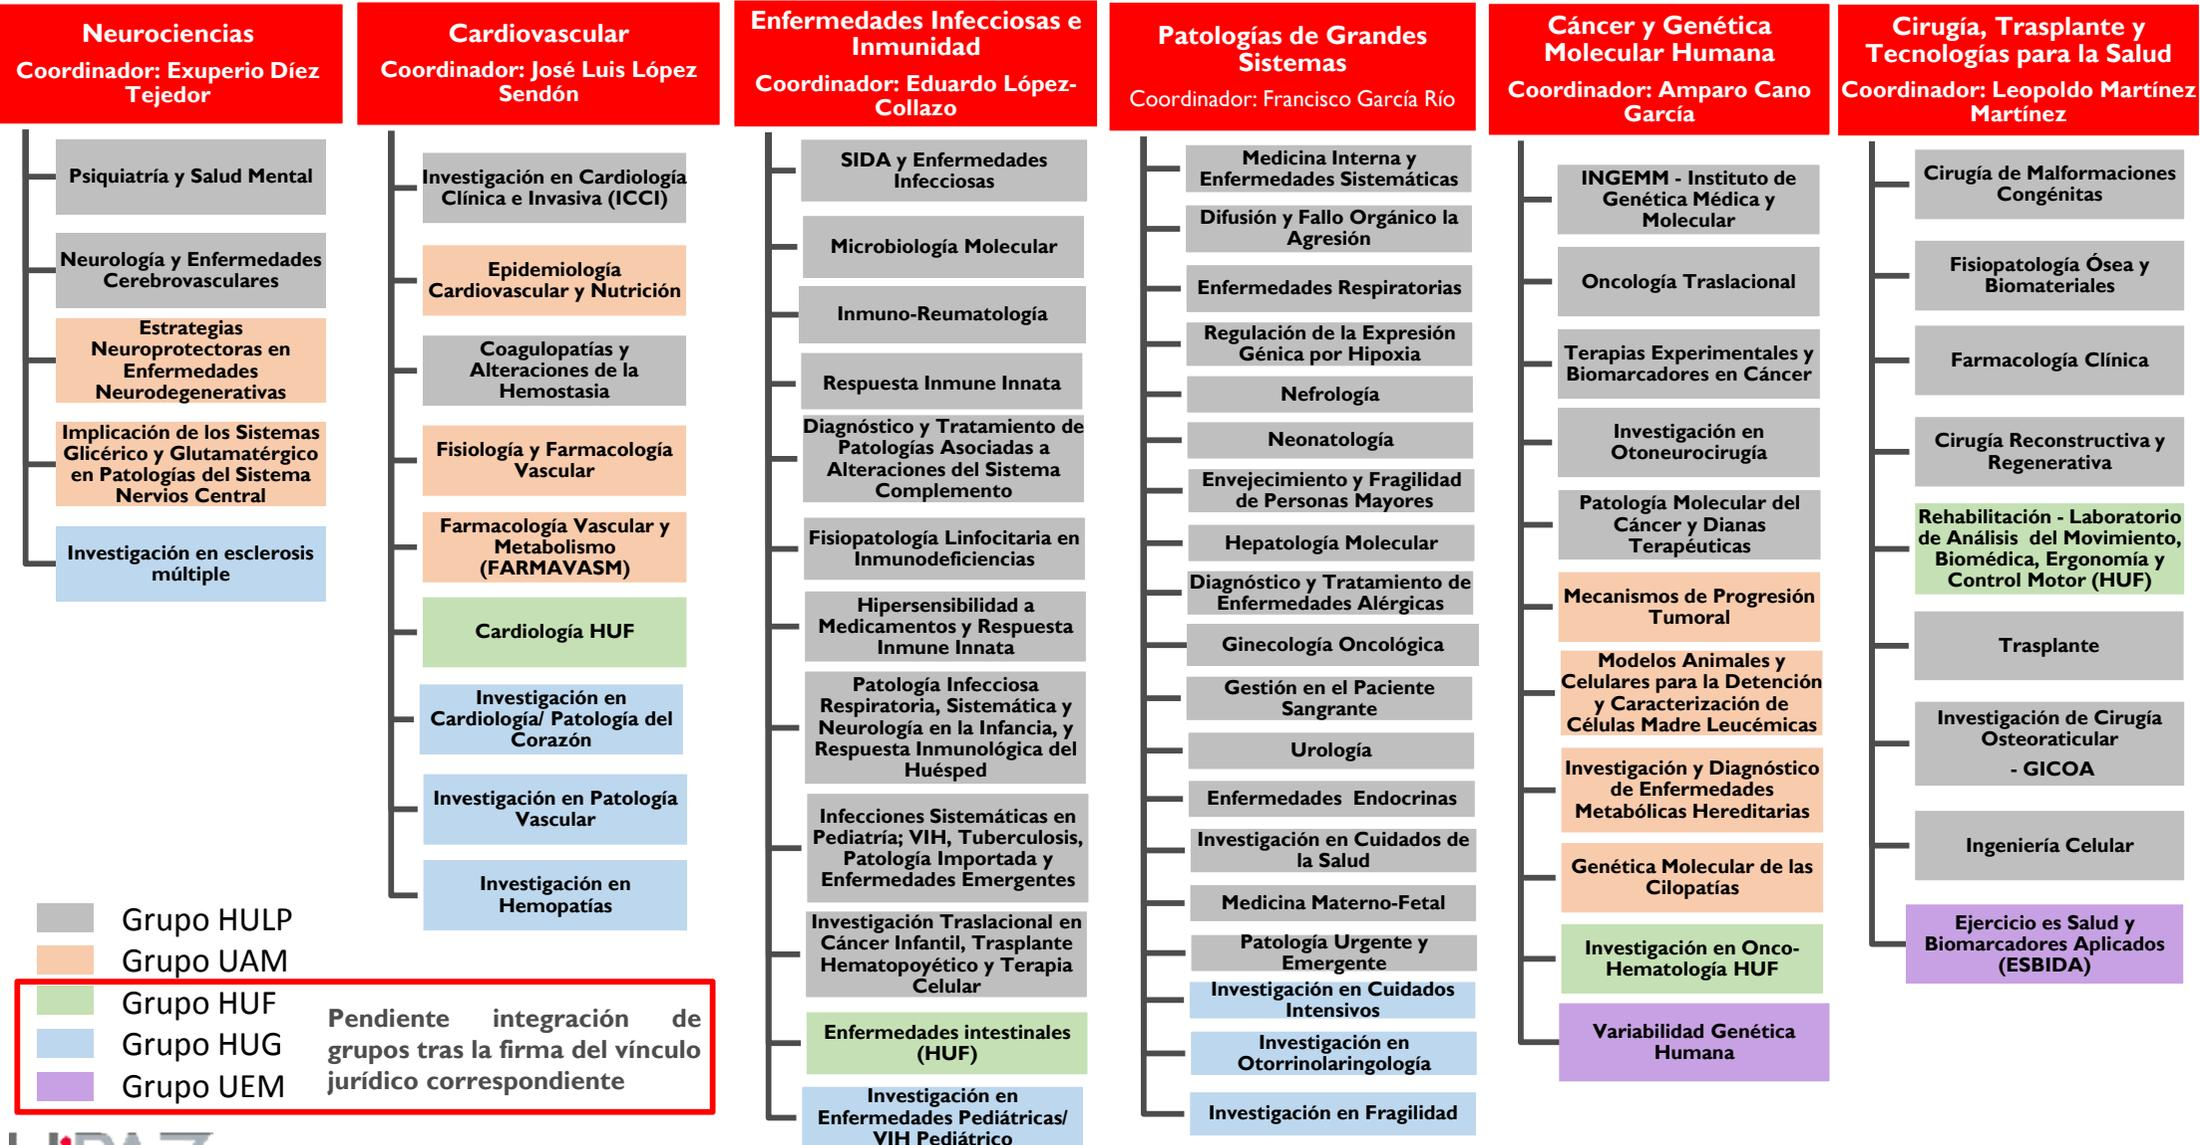 Neurociencias
Coordinador: Exuperio Díez
Tejedor
Psiquiatría y Salud Mental
Neurología y Enfermedades
Cerebrovasculares
Estrategias
Neuroprotectoras en
Enfermedades
Neurodegenerativas
Implicación de los Sistemas
Glicérico y Glutamatérgico
en Patologías del Sistema
Nervios Central
Investigación en esclerosis
múltiple
Cardiovascular
Coordinador: José Luis López
Sendón
Investigación en Cardiología
Clínica e Invasiva (ICCI)
Epidemiología
Cardiovascular y Nutrición
Coagulopatías y
Alteraciones de la
Hemostasia
Fisiología y Farmacología
Vascular
Farmacología Vascular y
Metabolismo
(FARMAVASM)
Cardiología HUF
Investigación en
Cardiología/ Patología del
Corazón
Investigación en Patología
Vascular
Investigación en
Hemopatías
Enfermedades Infecciosas e
Inmunidad
Coordinador: Eduardo López-
Collazo
SIDA y Enfermedades
Infecciosas
Microbiología Molecular
Inmuno-Reumatología
Respuesta Inmune Innata
Diagnóstico y Tratamiento de
Patologías Asociadas a
Alteraciones del Sistema
Complemento
Fisiopatología Linfocitaria en
Inmunodeficiencias
Hipersensibilidad a
Medicamentos y Respuesta
Inmune Innata
Patología Infecciosa
Respiratoria, Sistemática y
Neurología en la Infancia, y
Respuesta Inmunológica del
Huésped
Infecciones Sistemáticas en
Pediatría; VIH, Tuberculosis,
Patología Importada y
Enfermedades Emergentes
Investigación Traslacional en
Cáncer Infantil, Trasplante
Hematopoyético y Terapia
Celular
Enfermedades intestinales
(HUF)
Investigación en
Enfermedades Pediátricas/
VIH Pediátrico
Patologías de Grandes
Sistemas
Coordinador: Francisco García Río
Medicina Interna y
Enfermedades Sistemáticas
Difusión y Fallo Orgánico la
Agresión
Enfermedades Respiratorias
Regulación de la Expresión
Génica por Hipoxia
Nefrología
Neonatología
Envejecimiento y Fragilidad
de Personas Mayores
Hepatología Molecular
Diagnóstico y Tratamiento de
Enfermedades Alérgicas
Ginecología Oncológica
Gestión en el Paciente
Sangrante
Urología
Enfermedades Endocrinas
Investigación en Cuidados de
la Salud
Medicina Materno-Fetal
Patología Urgente y
Emergente
Investigación en Cuidados
Intensivos
Investigación en
Otorrinolaringología
Investigación en Fragilidad
Cáncer y Genética
Molecular Humana
Coordinador: Amparo Cano
García
INGEMM - Instituto de
Genética Médica y
Molecular
Oncología Traslacional
Terapias Experimentales y
Biomarcadores en Cáncer
Investigación en
Otoneurocirugía
Patología Molecular del
Cáncer y Dianas
Terapéuticas
Mecanismos de Progresión
Tumoral
Modelos Animales y
Celulares para la Detención
y Caracterización de
Células Madre Leucémicas
Investigación y Diagnóstico
de Enfermedades
Metabólicas Hereditarias
Genética Molecular de las
Cilopatías
Investigación en Onco-
Hematología HUF
Variabilidad Genética
Humana
Cirugía, Trasplante y
Tecnologías para la Salud
Coordinador: Leopoldo Martínez
Martínez
Cirugía de Malformaciones
Congénitas
Fisiopatología Ósea y
Biomateriales
Farmacología Clínica
Cirugía Reconstructiva y
Regenerativa
Rehabilitación - Laboratorio
de Análisis del Movimiento,
Biomédica, Ergonomía y
Control Motor (HUF)
Trasplante
Investigación de Cirugía
Osteoraticular
- GICOA
Ingeniería Celular
Ejercicio es Salud y
Biomarcadores Aplicados
(ESBIDA)
Grupo HULP
Grupo UAM
Grupo HUF
Grupo HUG
Grupo UEM
Pendiente integración de
grupos tras la firma del vínculo
jurídico correspondiente